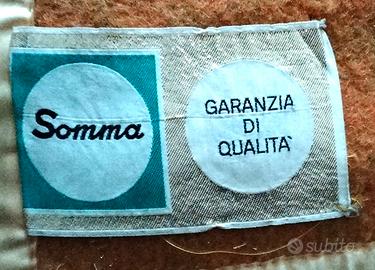 Somma
GARANZIA
DI
QUALITA`
subito